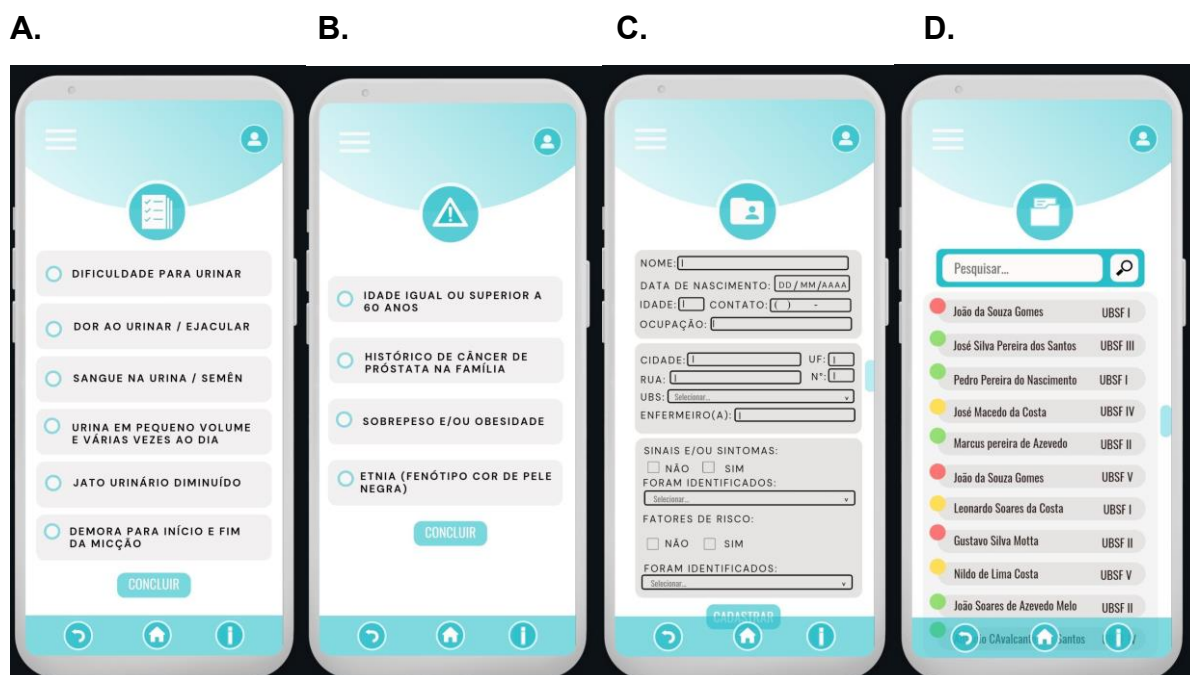 A.
B.
C.
D.
DIFICULDADE PARA URINAR
DOR AO URINAR / EJACULAR
SANGUE NA URINA / SEMÊN
URINA EM PEQUENO VOLUME
E VÁRIAS VEZES AO DIA
JATO URINÁRIO DIMINUÍDO
DEMORA PARA INÍCIO E FIM
DA MICÇÃO
CONCLUIR
IDADE IGUAL OU SUPERIOR A
60 ANOS
HISTÓRICO DE CÂNCER DE
PRÓSTATA NA FAMÍLIA
SOBREPESO E/OU OBESIDADE
ETNIA (FENÓTIPO COR DE PELE
NEGRA)
CONCLUIR
NOME:
DATA DE NASCIMENTO: DD/MM/AAAA
IDADE: CONTATO: ( ) -
OCUPAÇÃO:
CIDADE: UF:
RUA: N°:
UBS: Selecionar... v
ENFERMEIRO(A):
SINAIS E/OU SINTOMAS:
NÃO SIM
FORAM IDENTIFICADOS:
Selecionar... v
FATORES DE RISCO:
NÃO SIM
FORAM IDENTIFICADOS:
Selecionar... v
CADASTRAR
Pesquisar...
João da Souza Gomes UBSF I
José Silva Pereira dos Santos UBSF III
Pedro Pereira do Nascimento UBSF I
José Macedo da Costa UBSF IV
Marcus pereira de Azevedo UBSF II
João da Souza Gomes UBSF V
Leonardo Soares da Costa UBSF I
Gustavo Silva Motta UBSF II
Nildo de Lima Costa UBSF V
João Soares de Azevedo Melo UBSF II
CAvalcant Santos